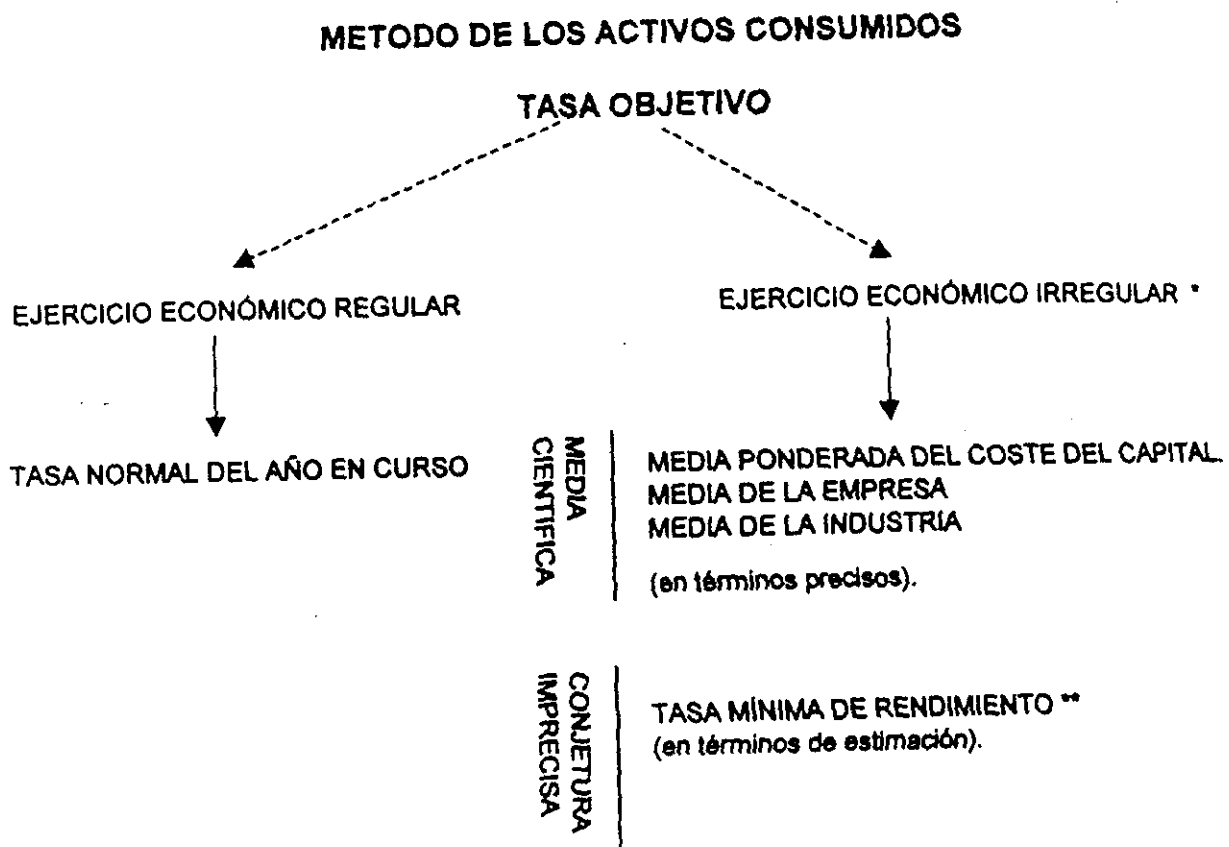 METODO DE LOS ACTIVOS CONSUMIDOS
TASA OBJETIVO
EJERCICIO ECONÓMICO REGULAR
EJERCICIO ECONÓMICO IRREGULAR *
TASA NORMAL DEL AÑO EN CURSO
MEDIA
CIENTIFICA
MEDIA PONDERADA DEL COSTE DEL CAPITAL.
MEDIA DE LA EMPRESA
MEDIA DE LA INDUSTRIA
(en términos precisos).
CONJETURA
IMPRECISA
TASA MÍNIMA DE RENDIMIENTO **
(en términos de estimación).